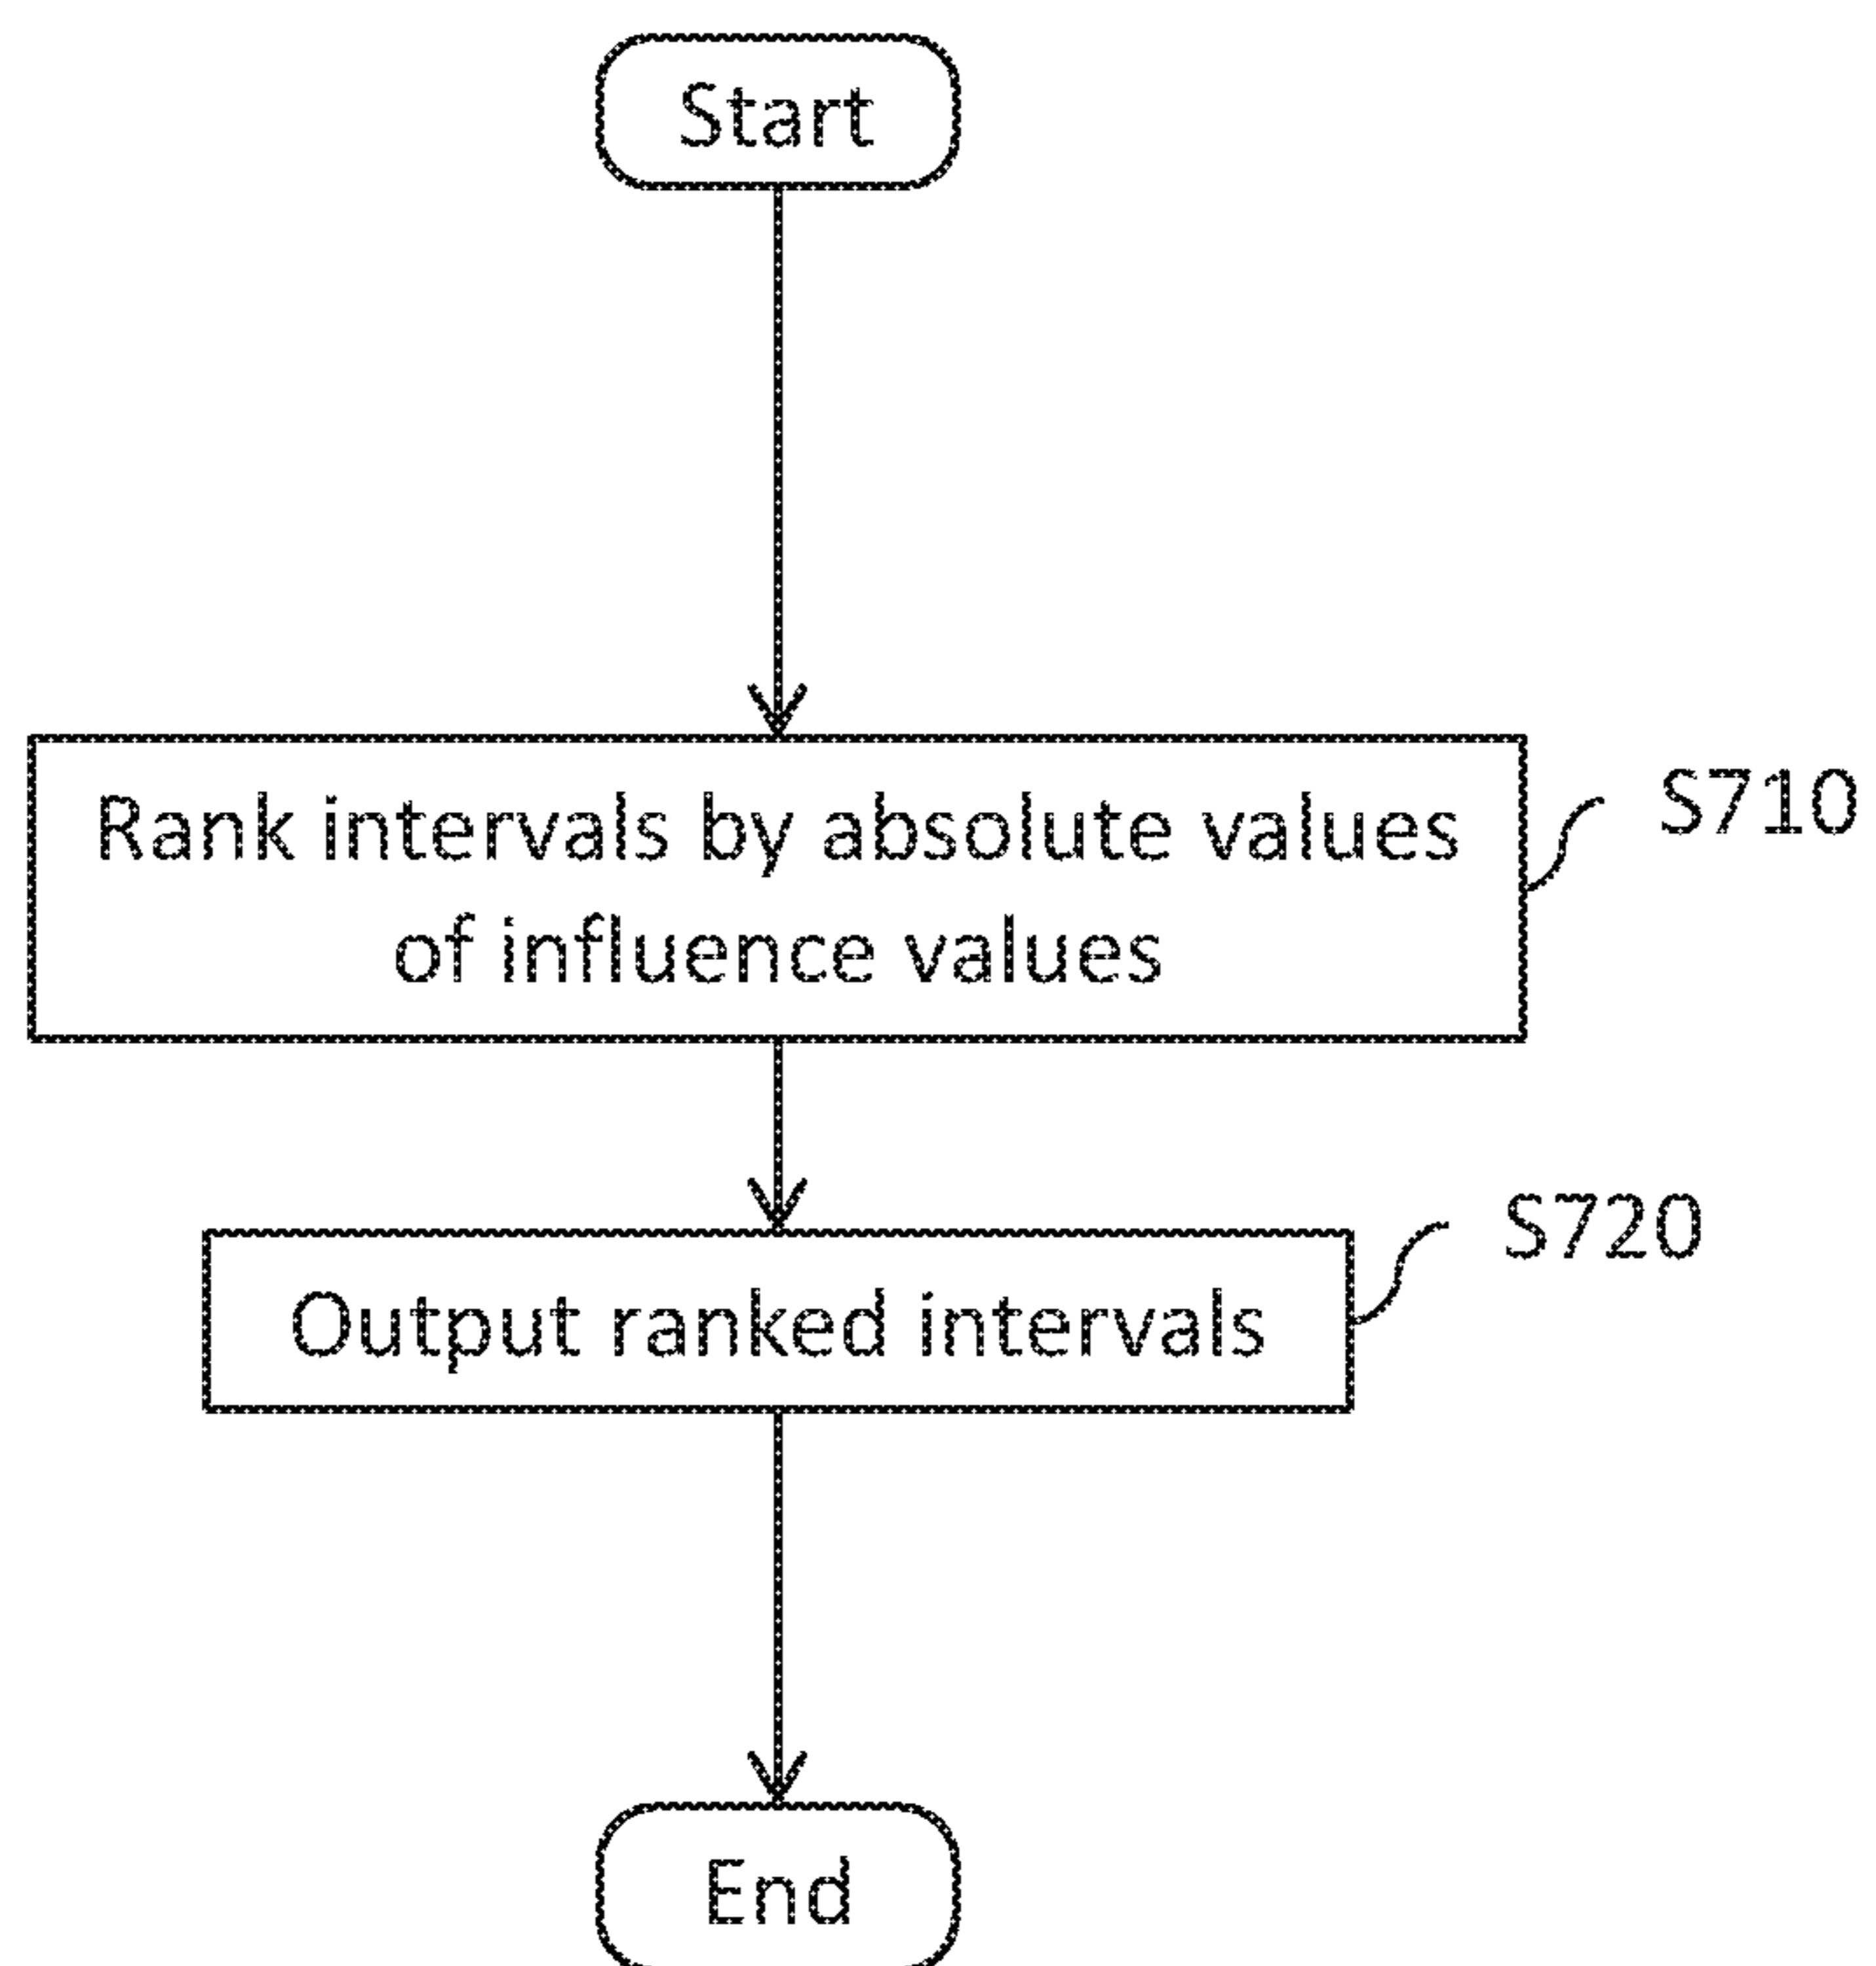 Start
Rank intervals by absolute values
of influence values
S710
Output ranked intervals
S720
End